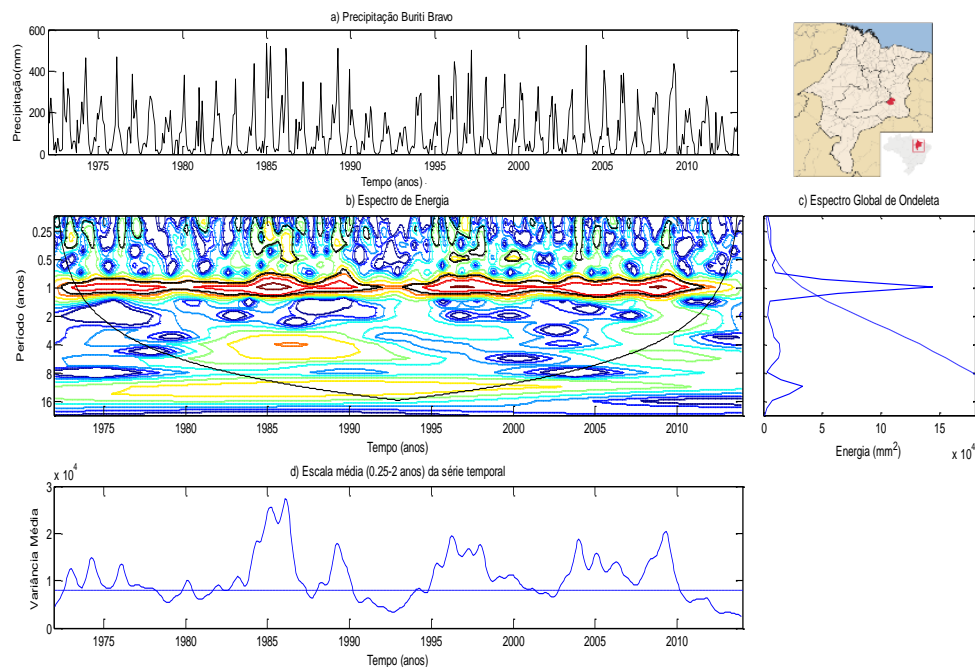 a) Precipitação Buriti Bravo
Precipitação(mm)
600
400
200
0
1975 1980 1985 1990 1995 2000 2005 2010
Tempo (anos)
b) Espectro de Energia
Período (anos)
0.25
0.5
1
2
4
8
16
1975 1980 1985 1990 1995 2000 2005 2010
Tempo (anos)
c) Espectro Global de Ondeleta
0 5 10 15
x 10⁴
Energia (mm²)
d) Escala média (0.25-2 anos) da série temporal
x 10⁴
Variância Média
3
2
1
0
1975 1980 1985 1990 1995 2000 2005 2010
Tempo (anos)